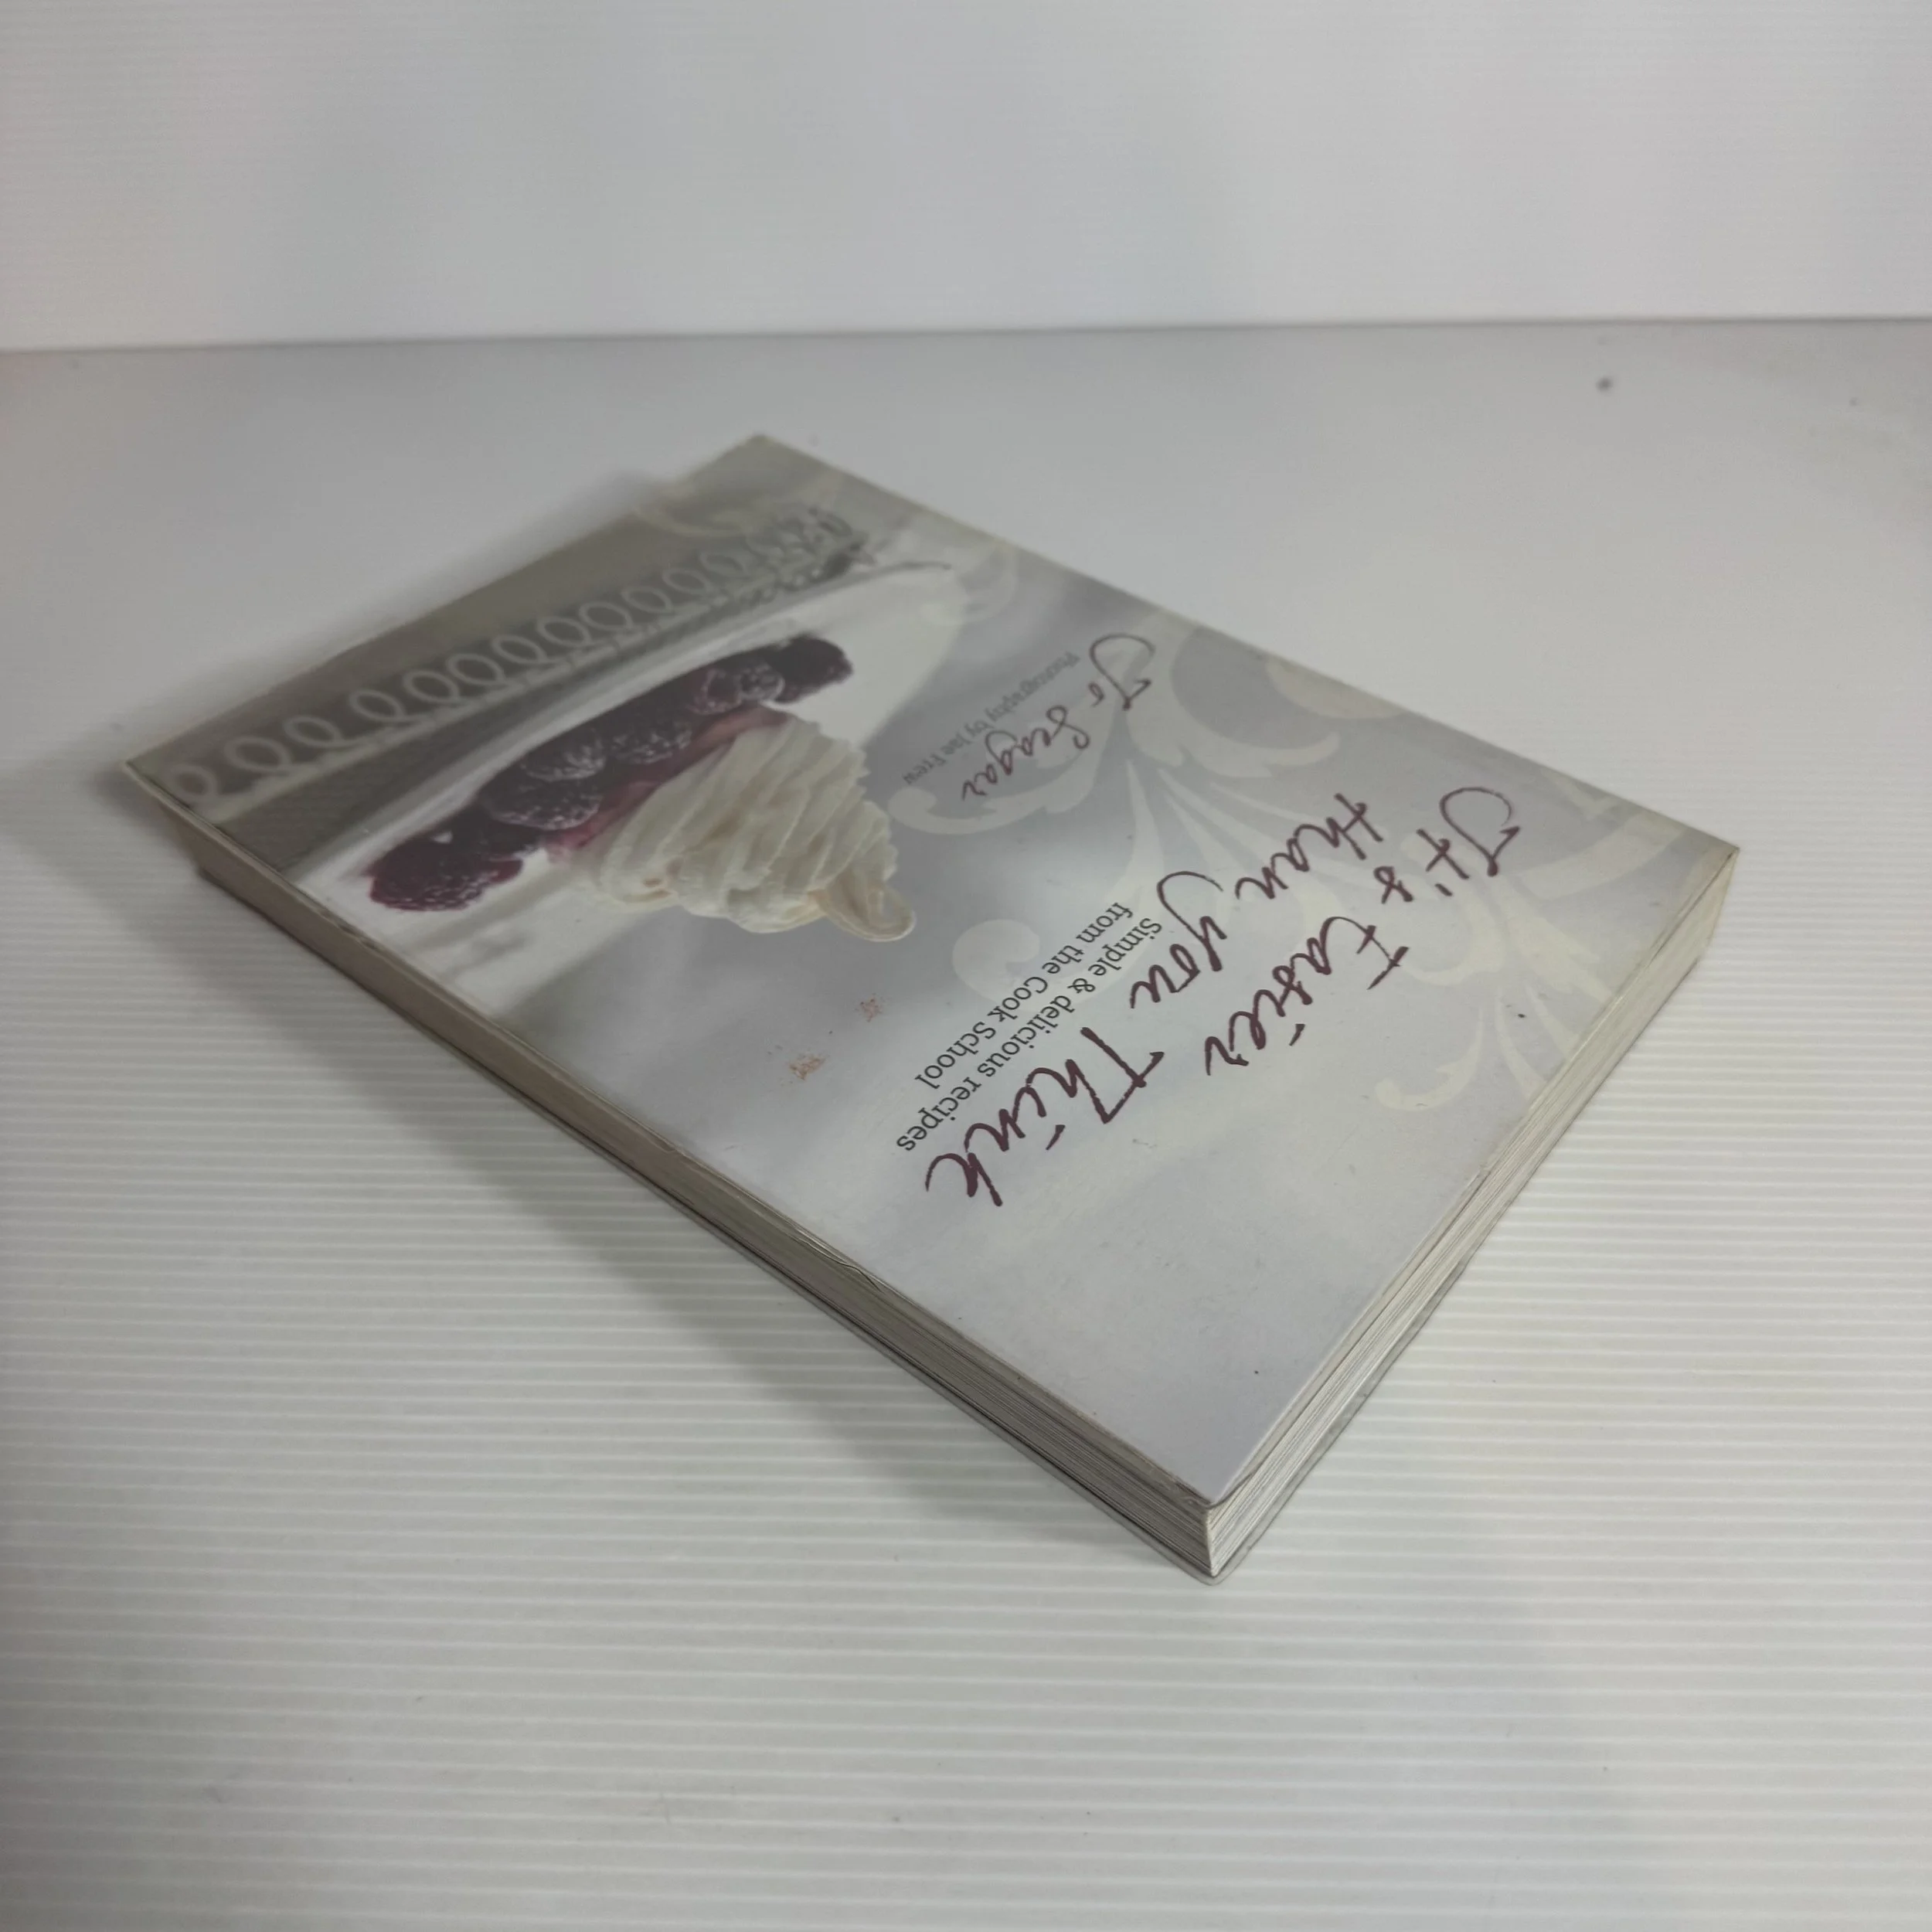 It's Easier
than you Think
Simple & delicious recipes
from the Cook School
Jo Seagar
Photography by Jae Frew